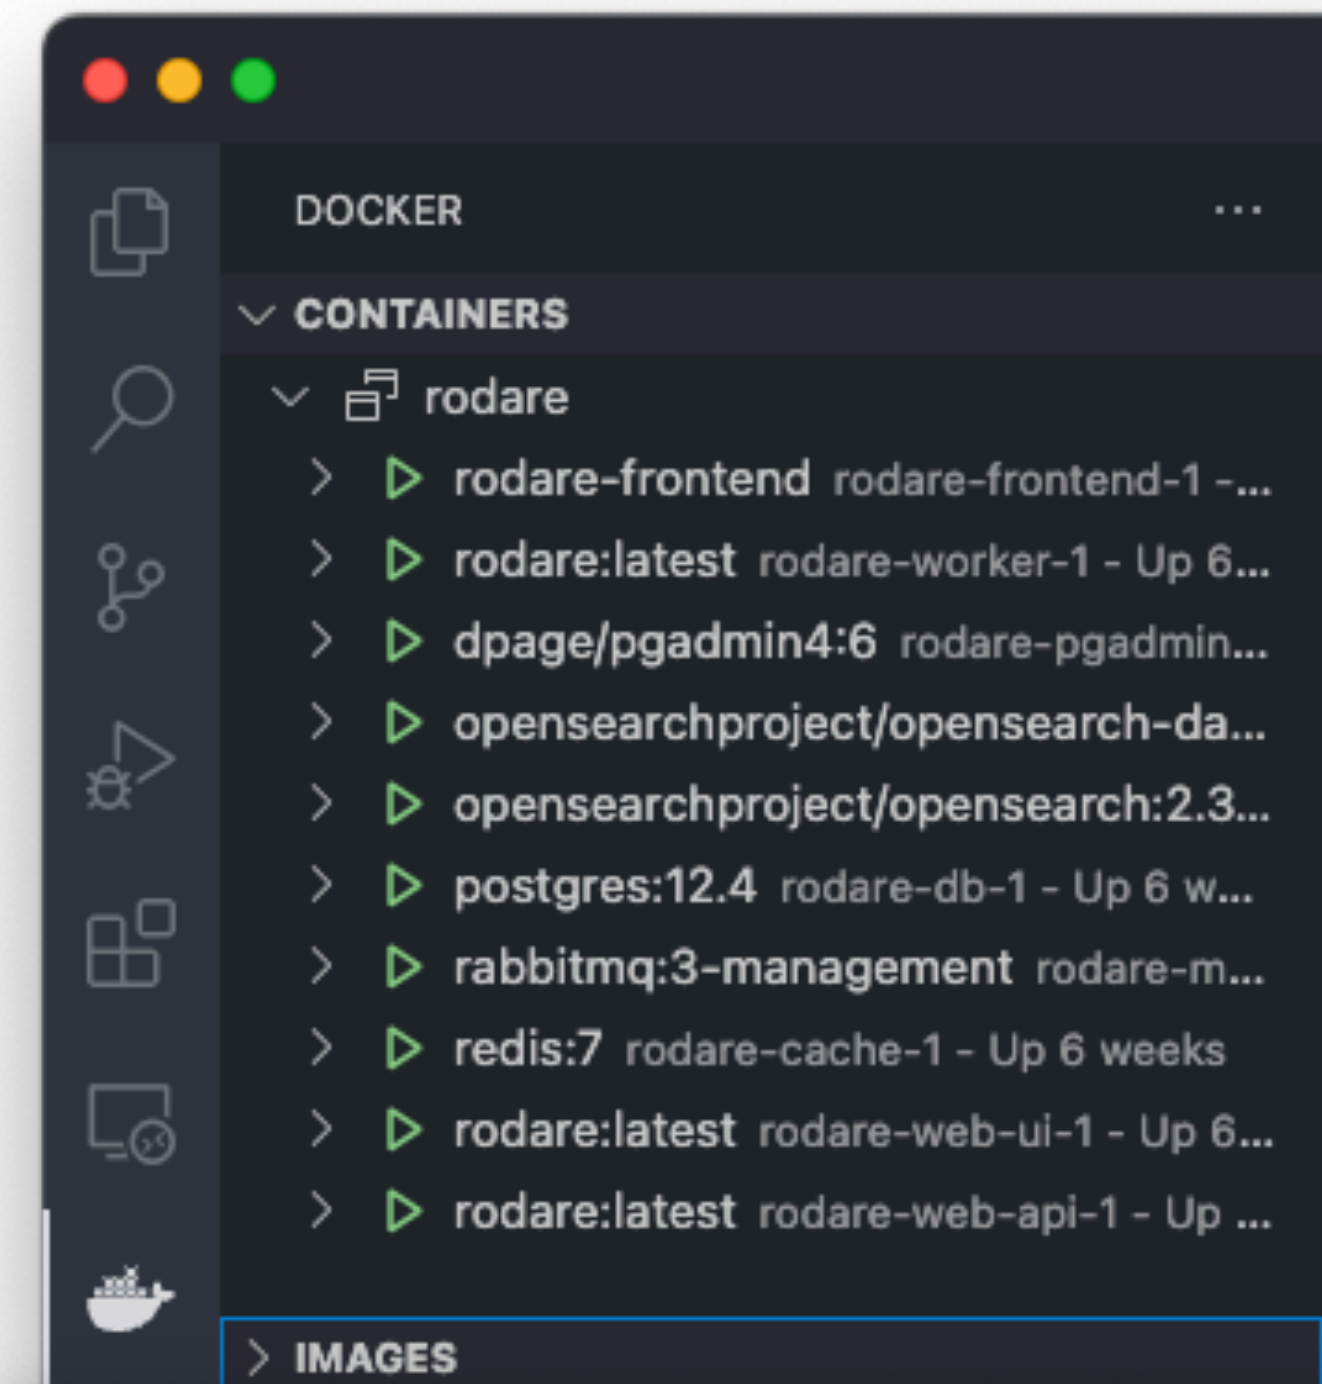 DOCKER ...
CONTAINERS
rodare
rodare-frontend rodare-frontend-1 -...
rodare:latest rodare-worker-1 - Up 6...
dpage/pgadmin4:6 rodare-pgadmin...
opensearchproject/opensearch-da...
opensearchproject/opensearch:2.3...
postgres:12.4 rodare-db-1 - Up 6 w...
rabbitmq:3-management rodare-m...
redis:7 rodare-cache-1 - Up 6 weeks
rodare:latest rodare-web-ui-1 - Up 6...
rodare:latest rodare-web-api-1 - Up ...
IMAGES